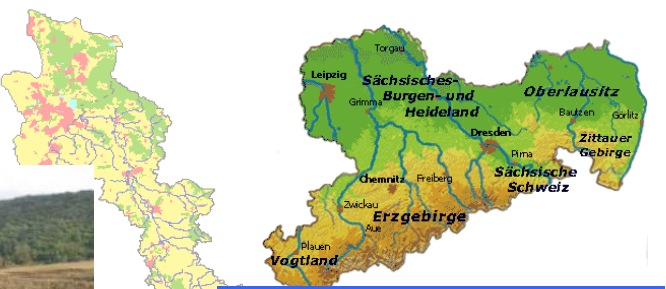 Torgau
Leipzig
Sächsisches-
Burgen- und
Heideland
Grimma
Oberlausitz
Bautzen
Görlitz
Dresden
Zittauer
Gebirge
Pirna
Sächsische
Schweiz
Chemnitz
Freiberg
Zwickau
Erzgebirge
Aue
Plauen
Vogtland